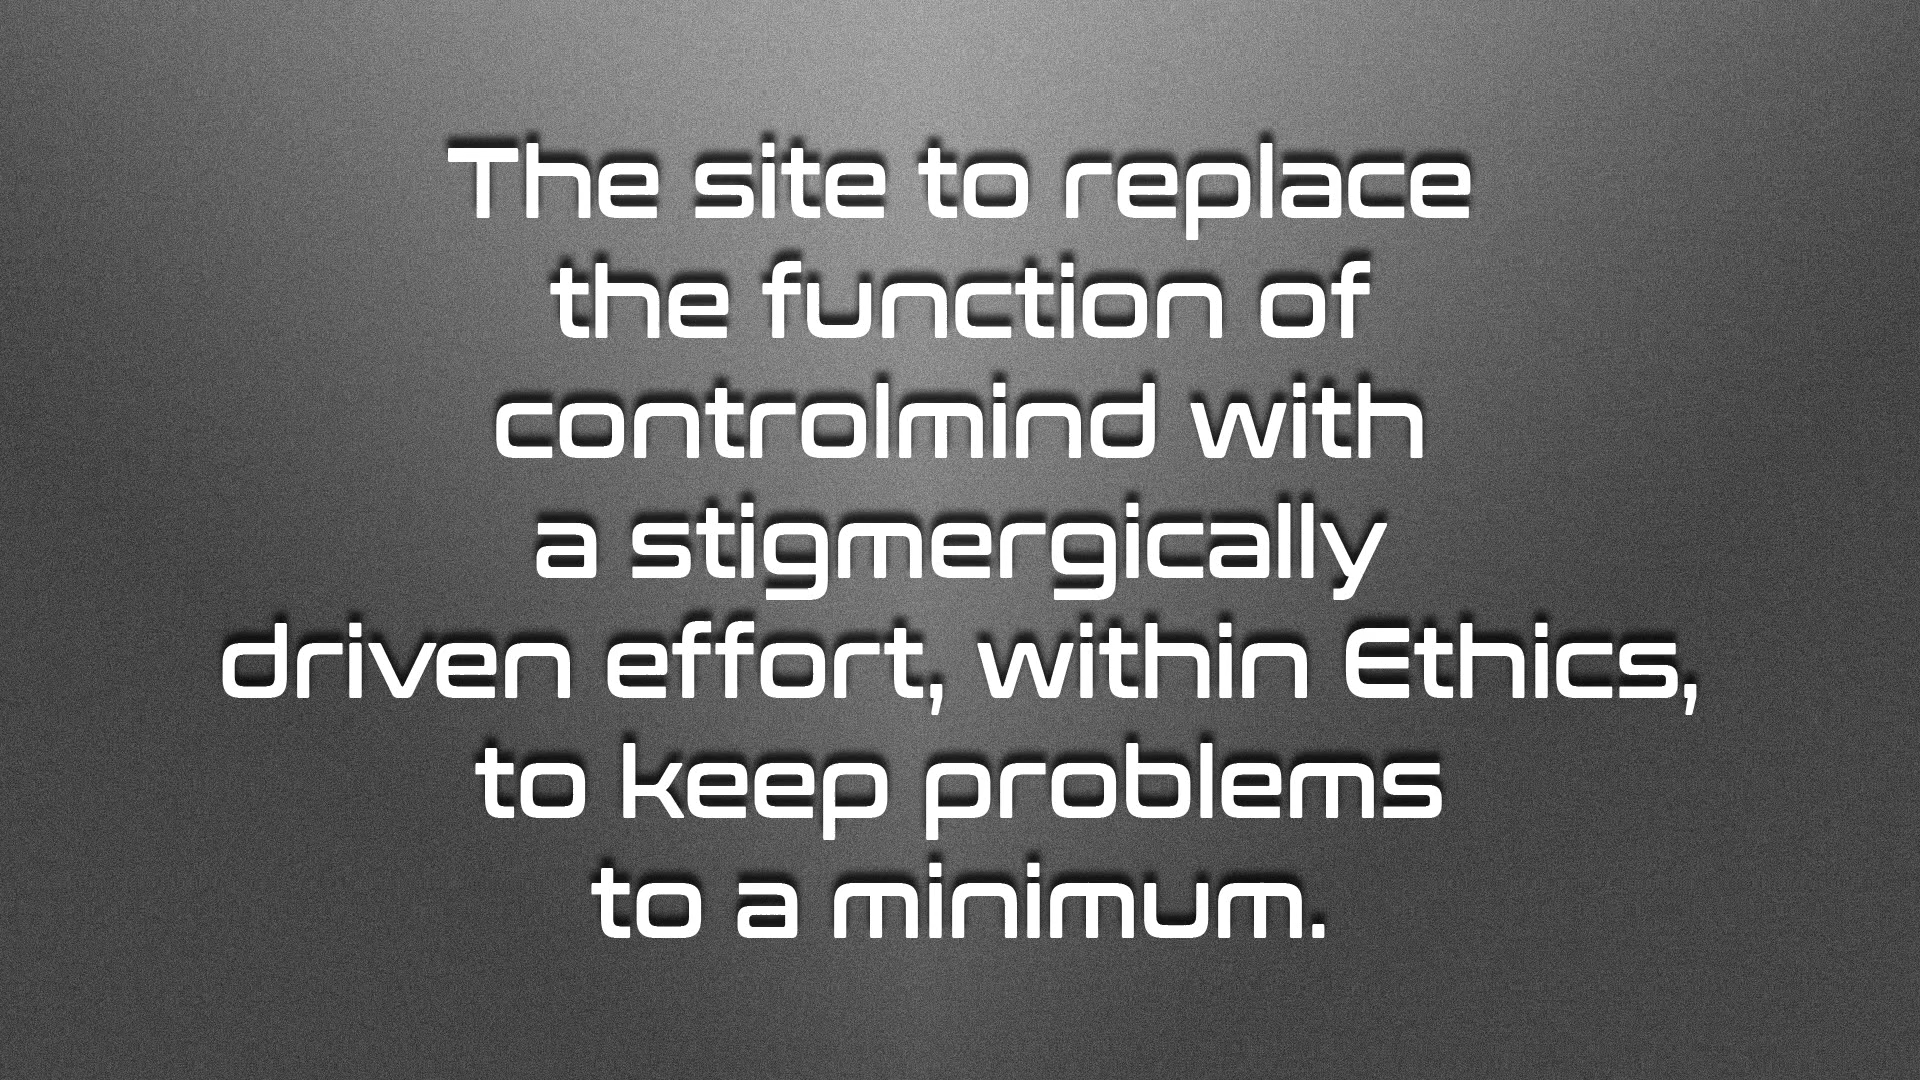 The site to replace
the function of
controlmind with
a stigmergically
driven effort, within Ethics,
to keep problems
to a minimum.